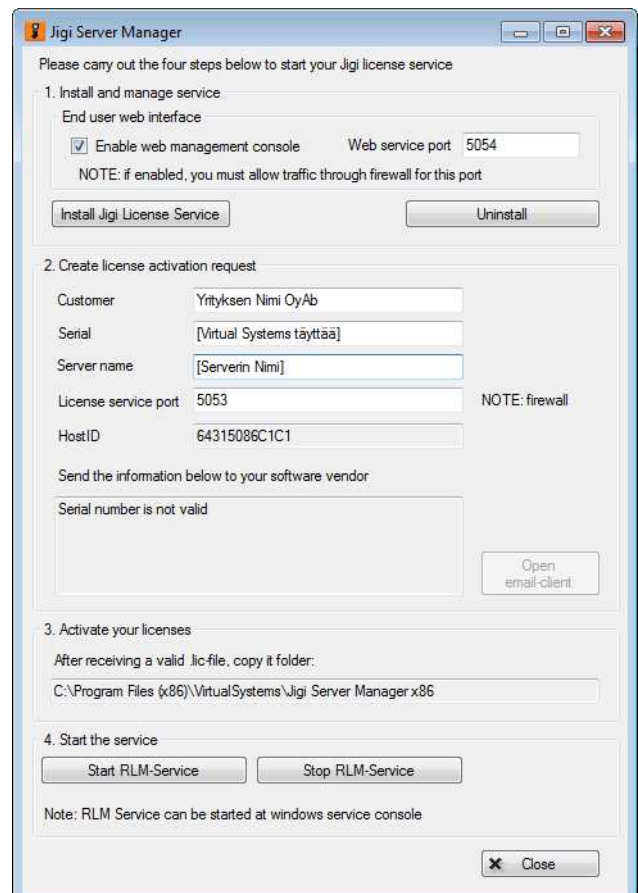 Jigi Server Manager
Please carry out the four steps below to start your Jigi license service
1. Install and manage service
End user web interface
Enable web management console Web service port 5054
NOTE: if enabled, you must allow traffic through firewall for this port
Install Jigi License Service Uninstall
2. Create license activation request
Customer Yrityksen Nimi OyAb
Serial [Virtual Systems täyttää]
Server name [Serverin Nimi]
License service port 5053 NOTE: firewall
HostID 64315086C1C1
Send the information below to your software vendor
Serial number is not valid
Open
email-client
3. Activate your licenses
After receiving a valid .lic-file, copy it folder:
C:\Program Files (x86)\VirtualSystems\Jigi Server Manager x86
4. Start the service
Start RLM-Service Stop RLM-Service
Note: RLM Service can be started at windows service console
Close